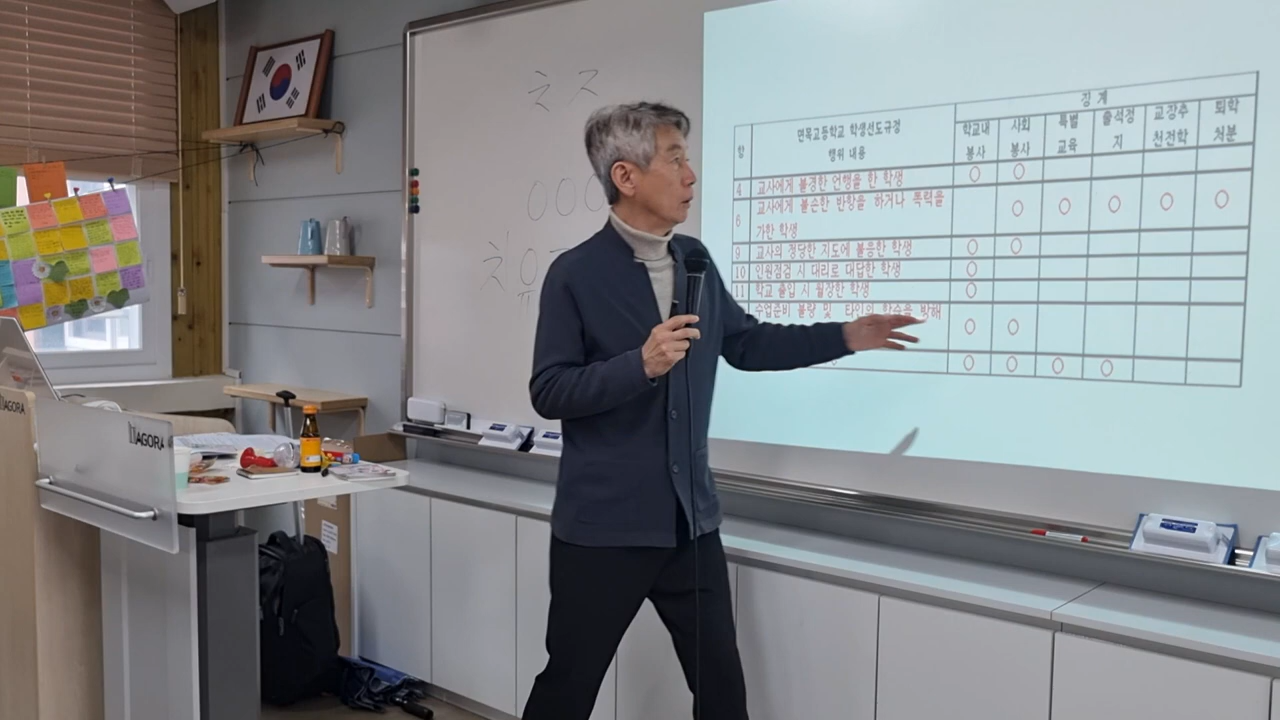 ㅊ ㅈ
000
징 계
항
면목고등학교 학생선도규정
행위 내용
학교내
봉사
사회
봉사
특별
교육
출석정
지
교장추
천전학
퇴학
처분
4 교사에게 불경한 언행을 한 학생 ○ ○
6 교사에게 불손한 반항을 하거나 폭력을
가한 학생 ○ ○ ○ ○ ○
9 교사의 정당한 지도에 불응한 학생 ○ ○
10 인원점검 시 대리로 대답한 학생 ○
11 학교 출입 시 월장한 학생 ○
수업준비 불량 및 타인의 학습을 방해 ○ ○
○ ○ ○ ○
AGORA
AGORA